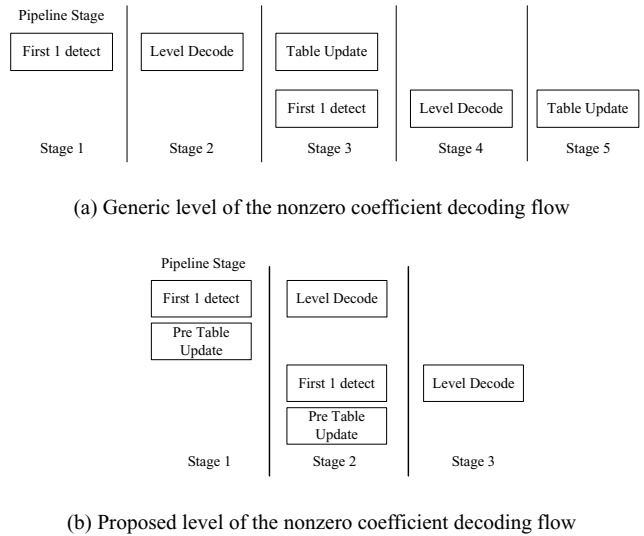 Pipeline Stage
First 1 detect
Level Decode
Table Update
First 1 detect
Level Decode
Table Update
Stage 1
Stage 2
Stage 3
Stage 4
Stage 5
(a) Generic level of the nonzero coefficient decoding flow
Pipeline Stage
First 1 detect
Level Decode
Pre Table
Update
First 1 detect
Level Decode
Pre Table
Update
Stage 1
Stage 2
Stage 3
(b) Proposed level of the nonzero coefficient decoding flow